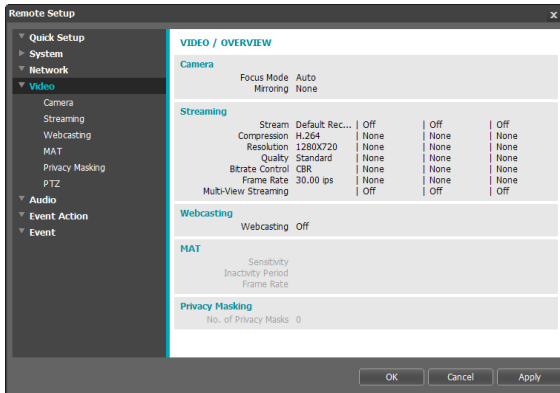 Remote Setup x
Quick Setup
System
Network
Video
Camera
Streaming
Webcasting
MAT
Privacy Masking
PTZ
Audio
Event Action
Event
VIDEO / OVERVIEW
Camera
Focus Mode Auto
Mirroring None
Streaming
Stream Default Rec... | Off | Off | Off
Compression H.264 | None | None | None
Resolution 1280X720 | None | None | None
Quality Standard | None | None | None
Bitrate Control CBR | None | None | None
Frame Rate 30.00 ips | None | None | None
Multi-View Streaming | Off | Off | Off
Webcasting
Webcasting Off
MAT
Sensitivity
Inactivity Period
Frame Rate
Privacy Masking
No. of Privacy Masks 0
OK Cancel Apply